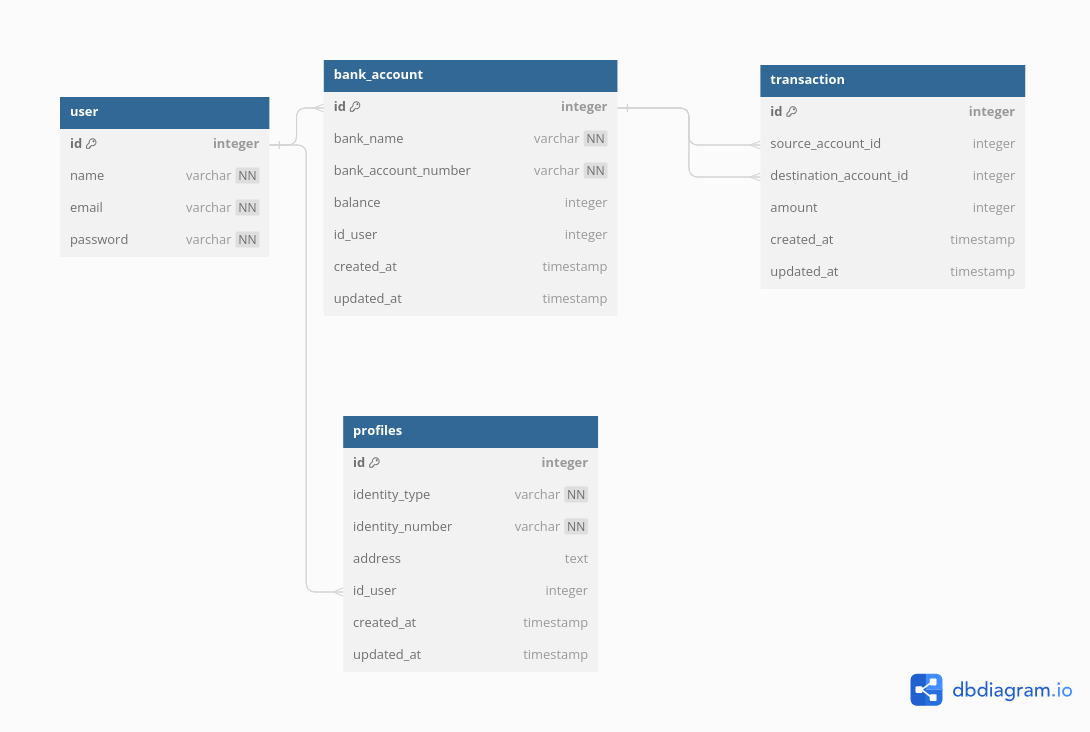 user
id integer
name varchar NN
email varchar NN
password varchar NN
bank_account
id integer
bank_name varchar NN
bank_account_number varchar NN
balance integer
id_user integer
created_at timestamp
updated_at timestamp
transaction
id integer
source_account_id integer
destination_account_id integer
amount integer
created_at timestamp
updated_at timestamp
profiles
id integer
identity_type varchar NN
identity_number varchar NN
address text
id_user integer
created_at timestamp
updated_at timestamp
dbdiagram.io